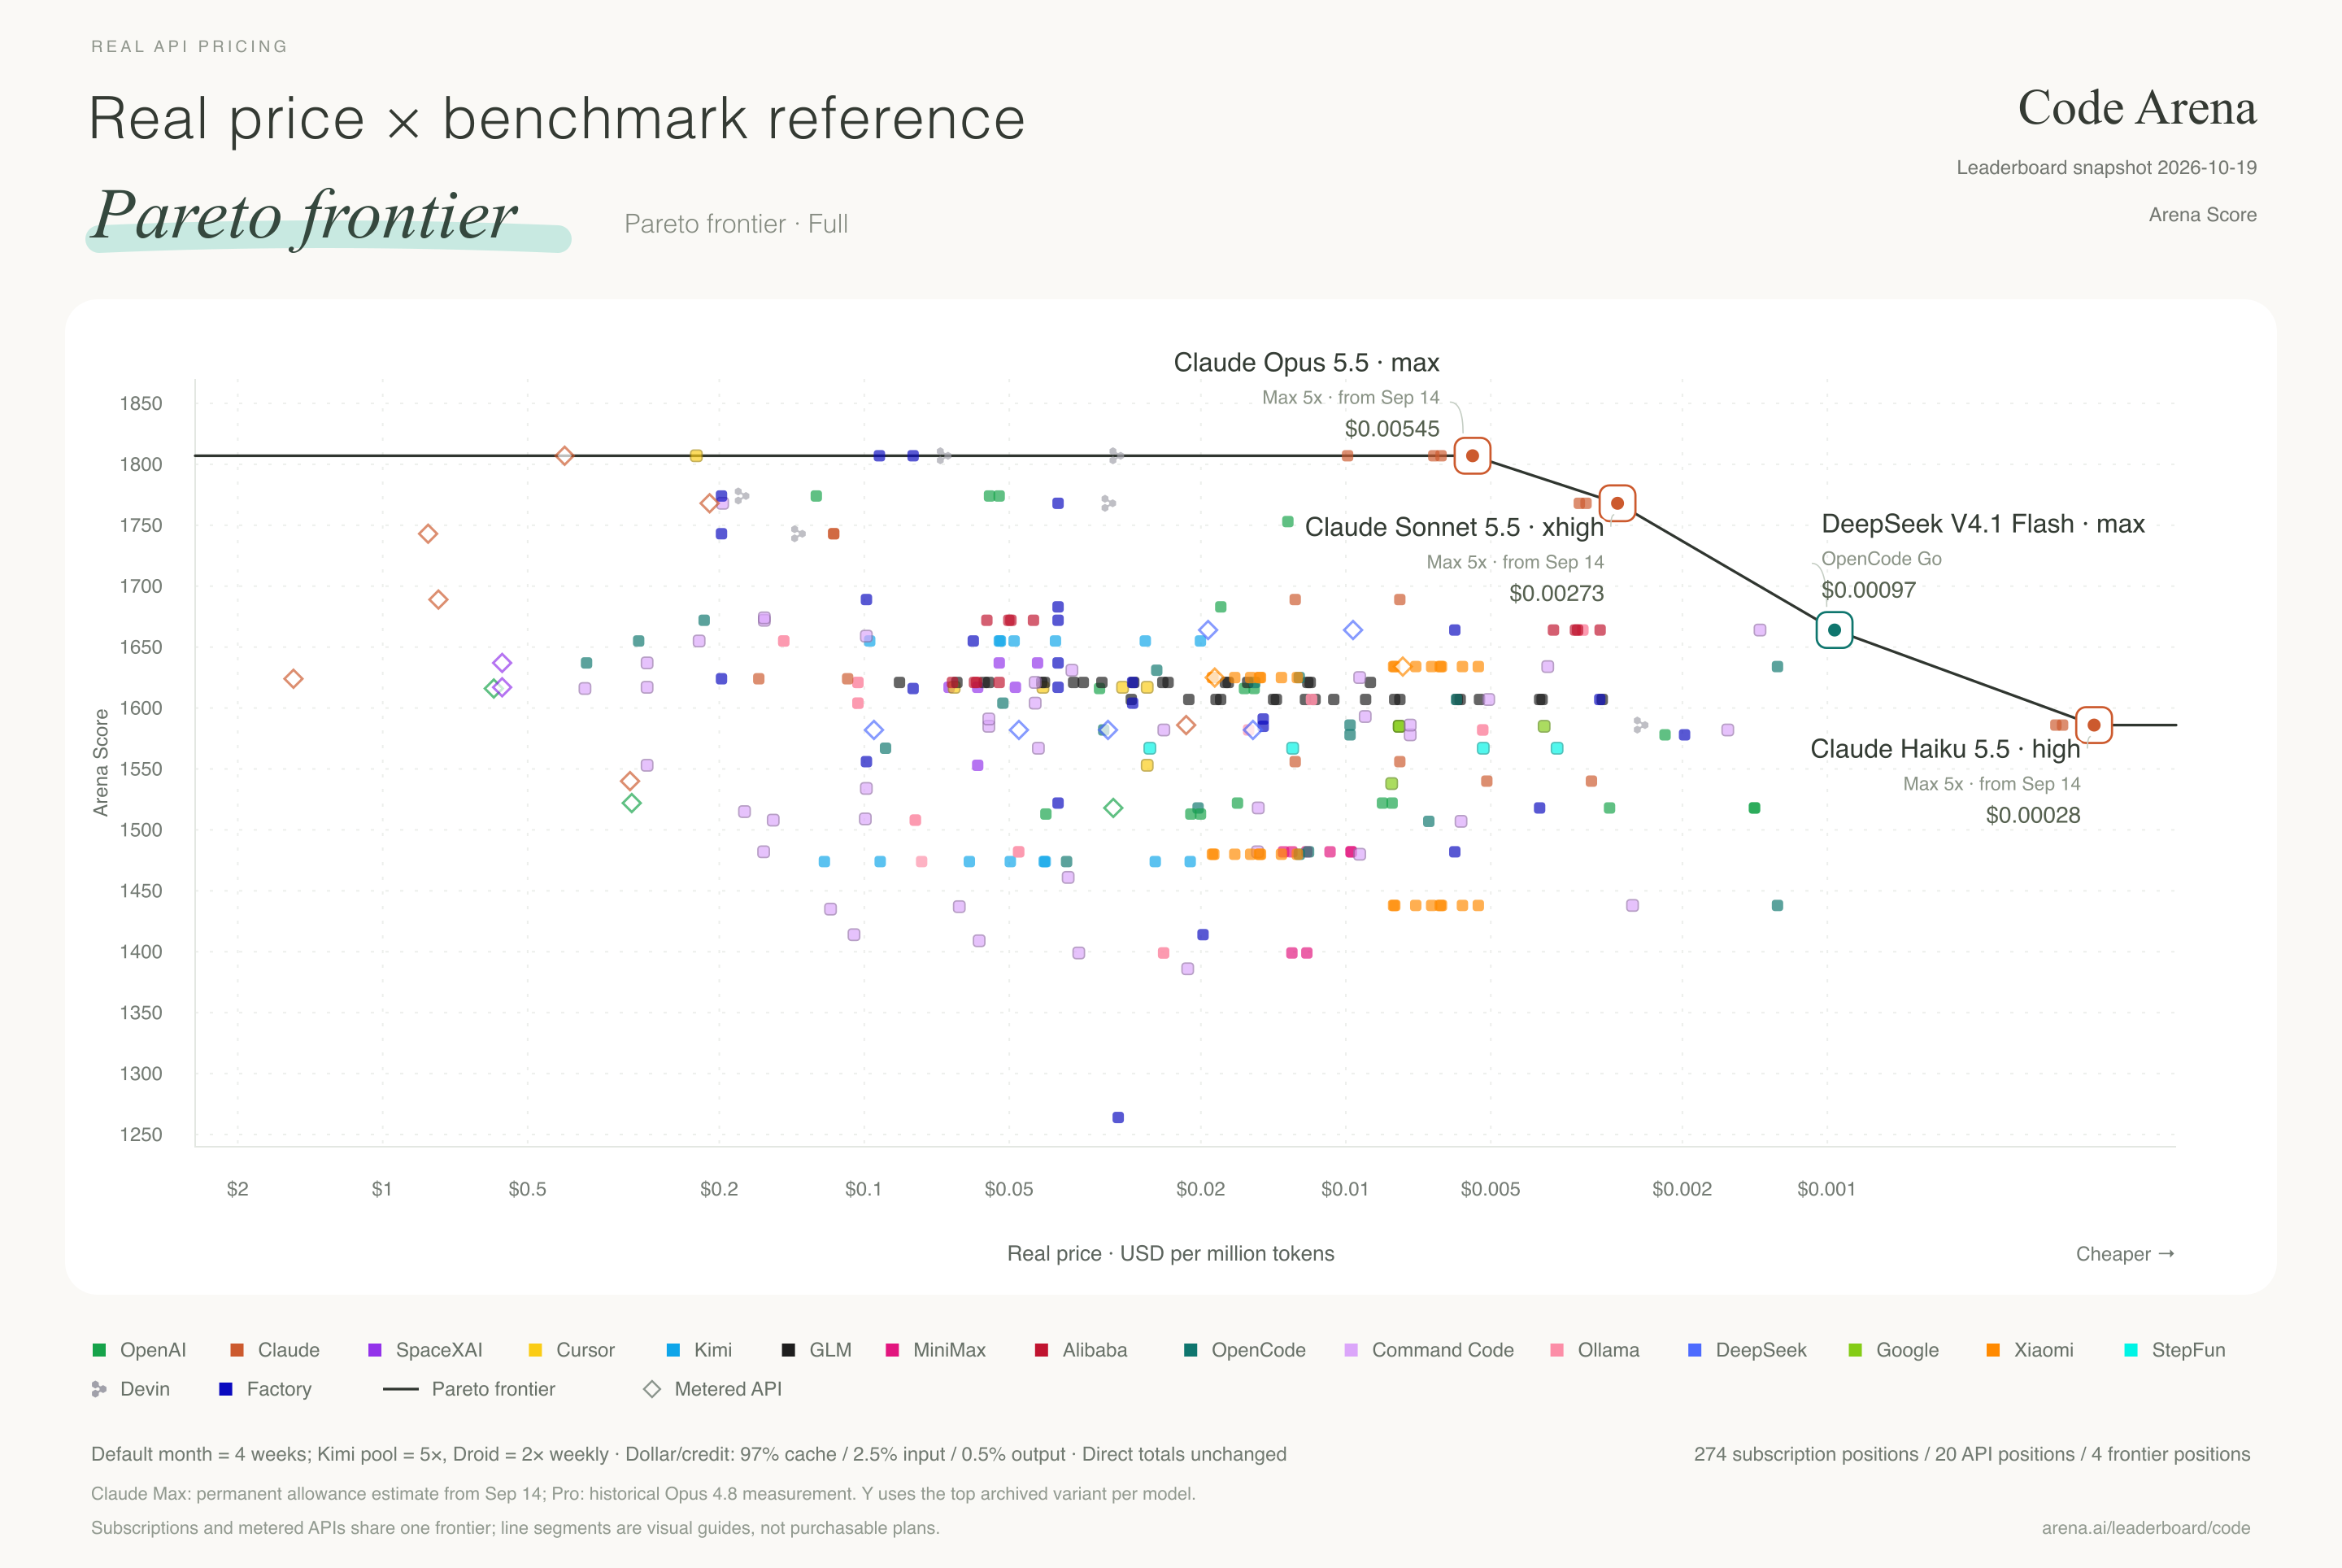 REAL API PRICING
Real price × benchmark reference
Pareto frontier
Pareto frontier · Full
Code Arena
Leaderboard snapshot 2026-10-19
Arena Score
Claude Opus 5.5 · max
Max 5x · from Sep 14
$0.00545
Claude Sonnet 5.5 · xhigh
Max 5x · from Sep 14
$0.00273
DeepSeek V4.1 Flash · max
OpenCode Go
$0.00097
Claude Haiku 5.5 · high
Max 5x · from Sep 14
$0.00028
Arena Score
1850
1800
1750
1700
1650
1600
1550
1500
1450
1400
1350
1300
1250
$2 $1 $0.5 $0.2 $0.1 $0.05 $0.02 $0.01 $0.005 $0.002 $0.001
Real price · USD per million tokens
Cheaper →
OpenAI Claude SpaceXAI Cursor Kimi GLM MiniMax Alibaba OpenCode Command Code Ollama DeepSeek Google Xiaomi StepFun
Devin Factory Pareto frontier Metered API
Default month = 4 weeks; Kimi pool = 5×, Droid = 2× weekly · Dollar/credit: 97% cache / 2.5% input / 0.5% output · Direct totals unchanged
274 subscription positions / 20 API positions / 4 frontier positions
Claude Max: permanent allowance estimate from Sep 14; Pro: historical Opus 4.8 measurement. Y uses the top archived variant per model.
Subscriptions and metered APIs share one frontier; line segments are visual guides, not purchasable plans.
arena.ai/leaderboard/code